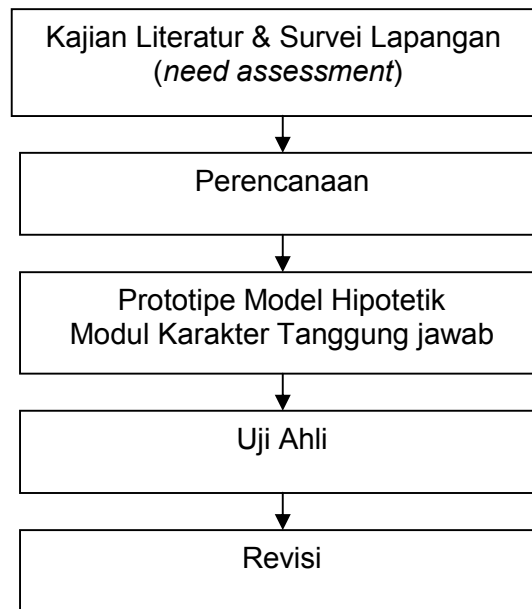 Kajian Literatur & Survei Lapangan
(need assessment)
Perencanaan
Prototipe Model Hipotetik
Modul Karakter Tanggung jawab
Uji Ahli
Revisi